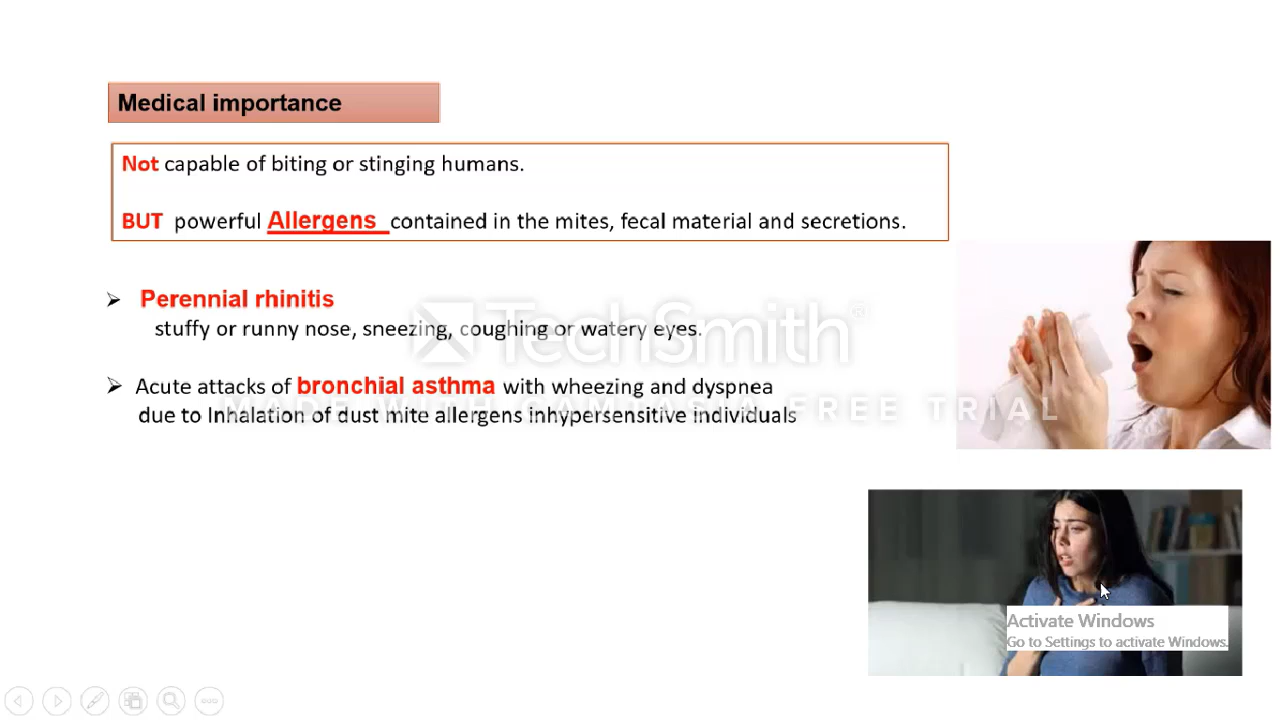 Medical importance
Not capable of biting or stinging humans.
BUT powerful Allergens contained in the mites, fecal material and secretions.
➢ Perennial rhinitis
stuffy or runny nose, sneezing, coughing or watery eyes.
TechSmith®
➢ Acute attacks of bronchial asthma with wheezing and dyspnea
MADE WITH CAMTASIA FREE TRIAL
due to Inhalation of dust mite allergens inhypersensitive individuals
Activate Windows
Go to Settings to activate Windows.